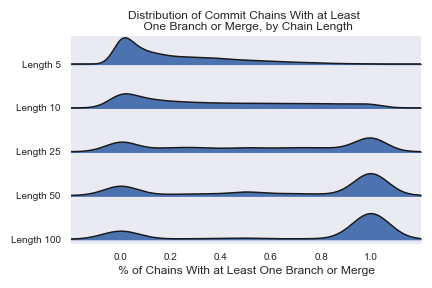 Distribution of Commit Chains With at Least
One Branch or Merge, by Chain Length
Length 5
Length 10
Length 25
Length 50
Length 100
0.0 0.2 0.4 0.6 0.8 1.0
% of Chains With at Least One Branch or Merge